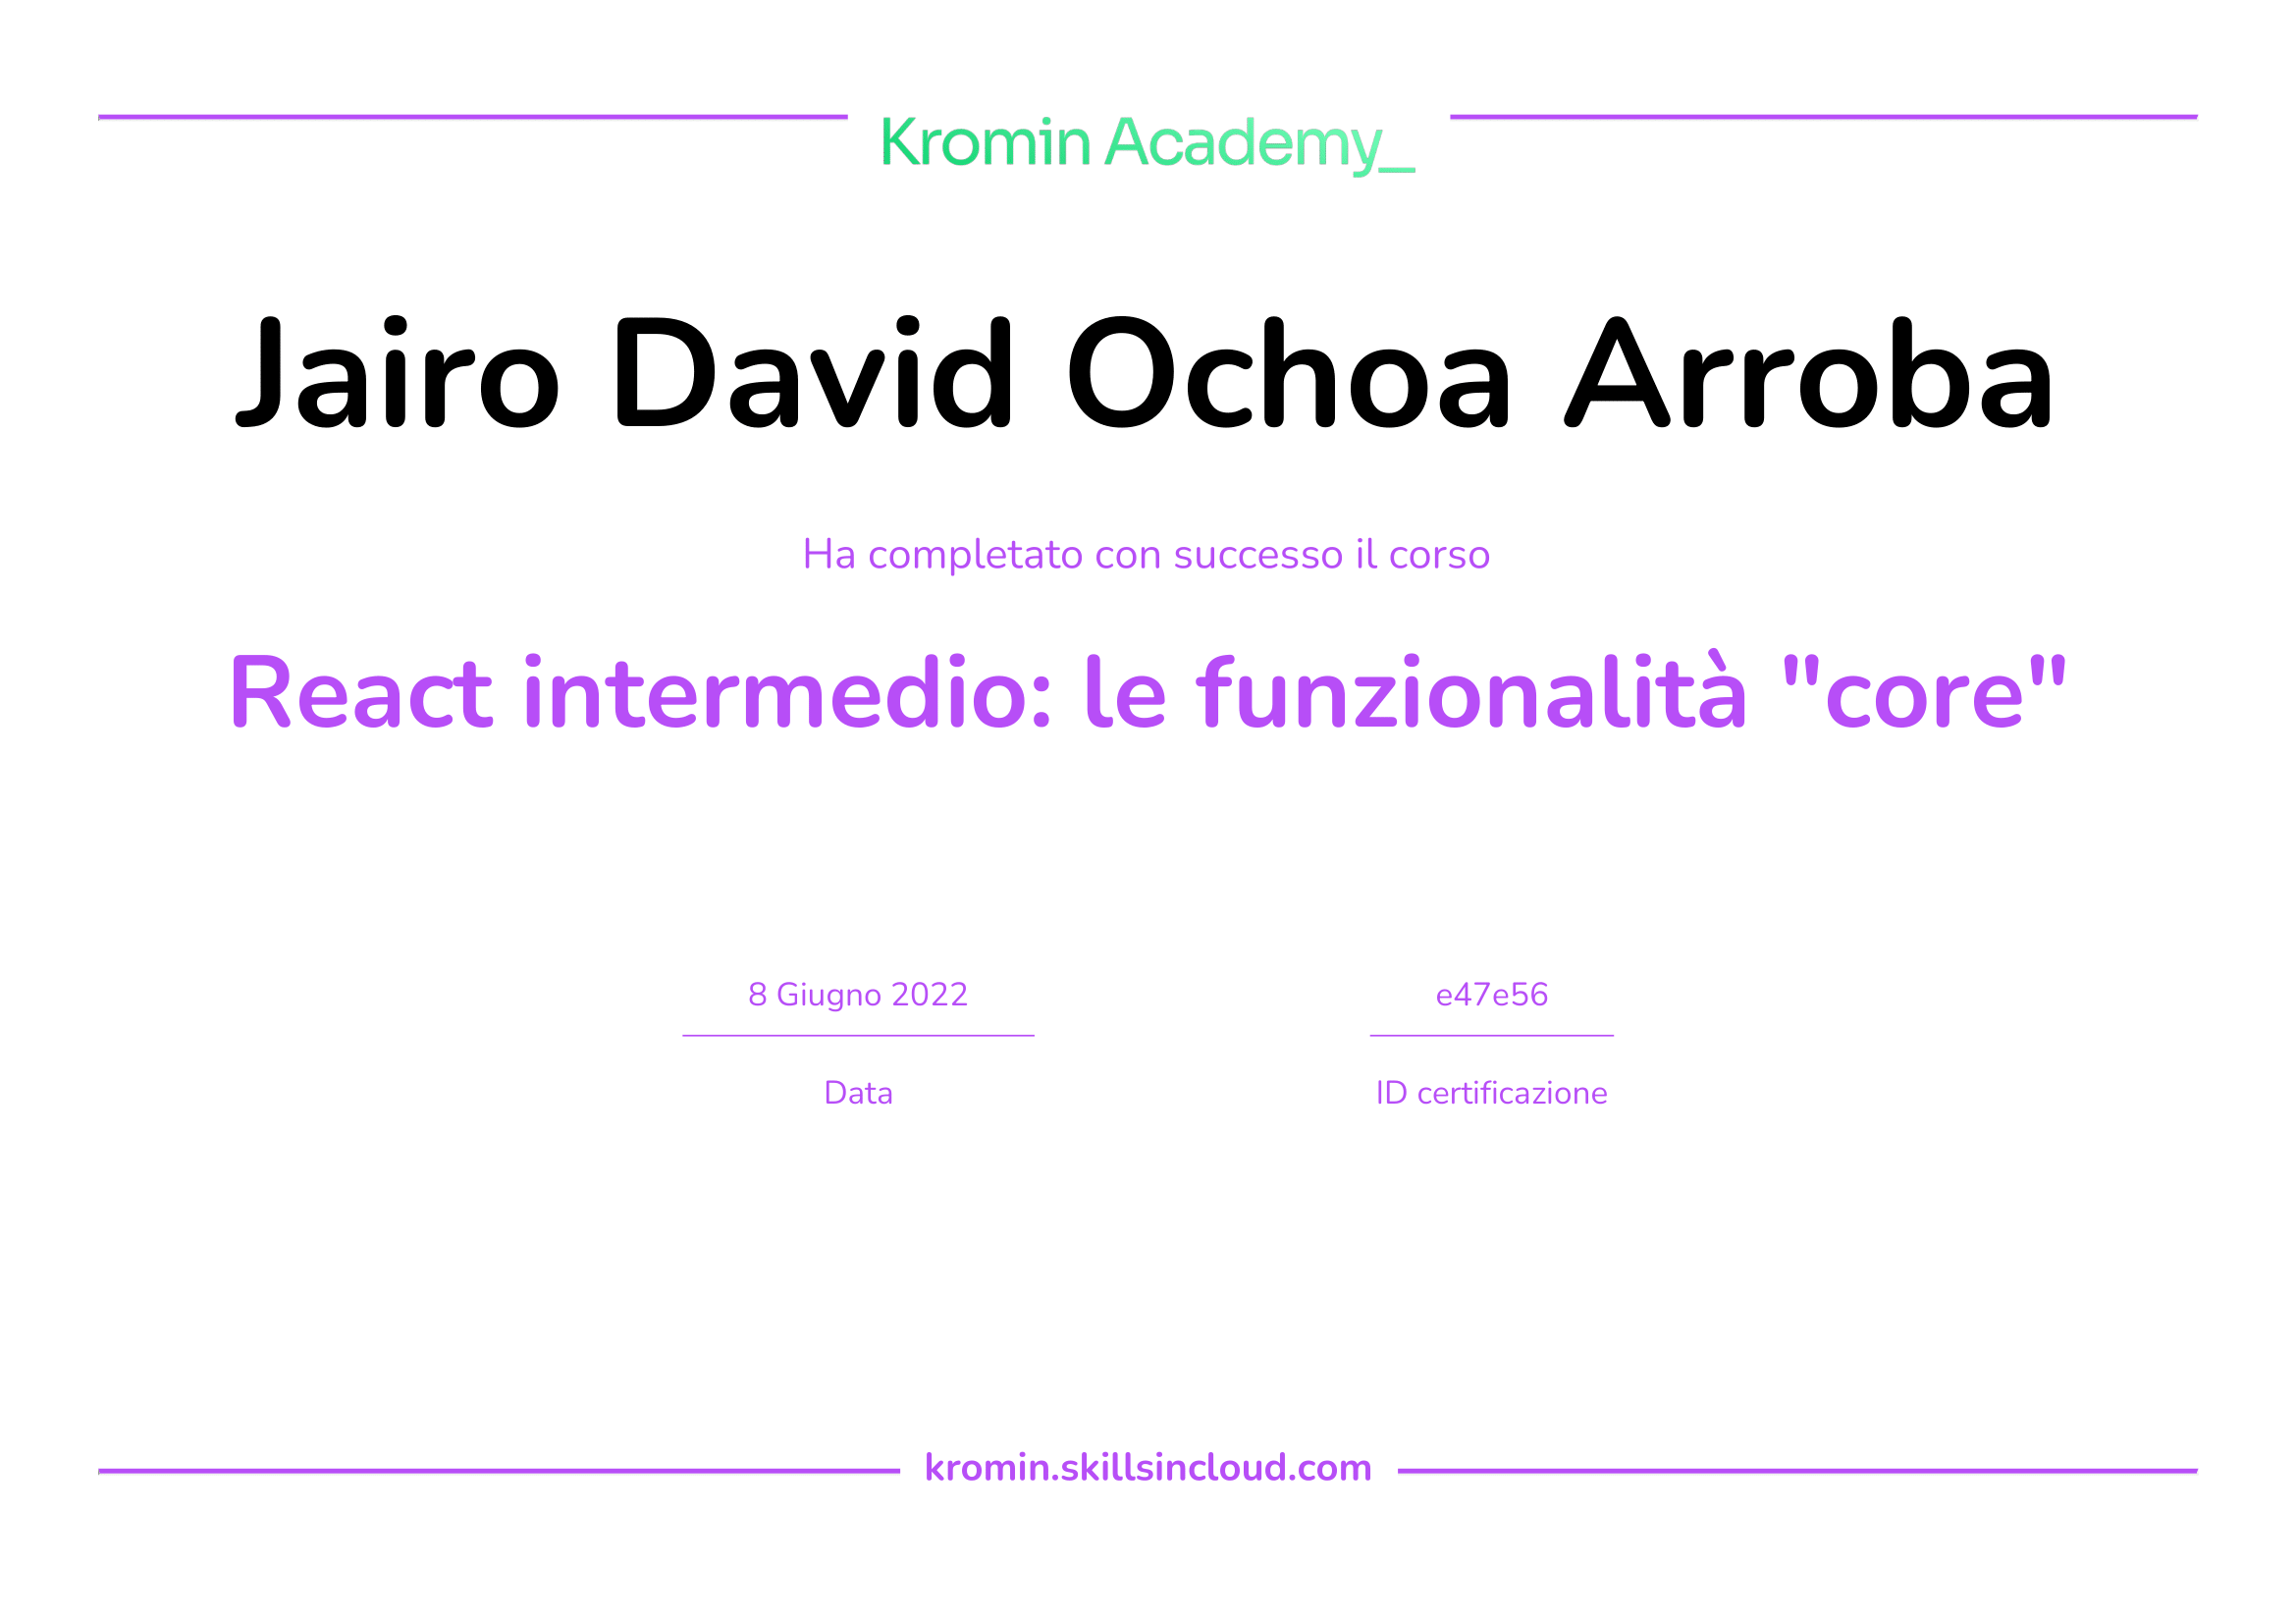 Kromin Academy_
Jairo David Ochoa Arroba
Ha completato con successo il corso
React intermedio: le funzionalità "core"
8 Giugno 2022
e47e56
Data
ID certificazione
kromin.skillsincloud.com